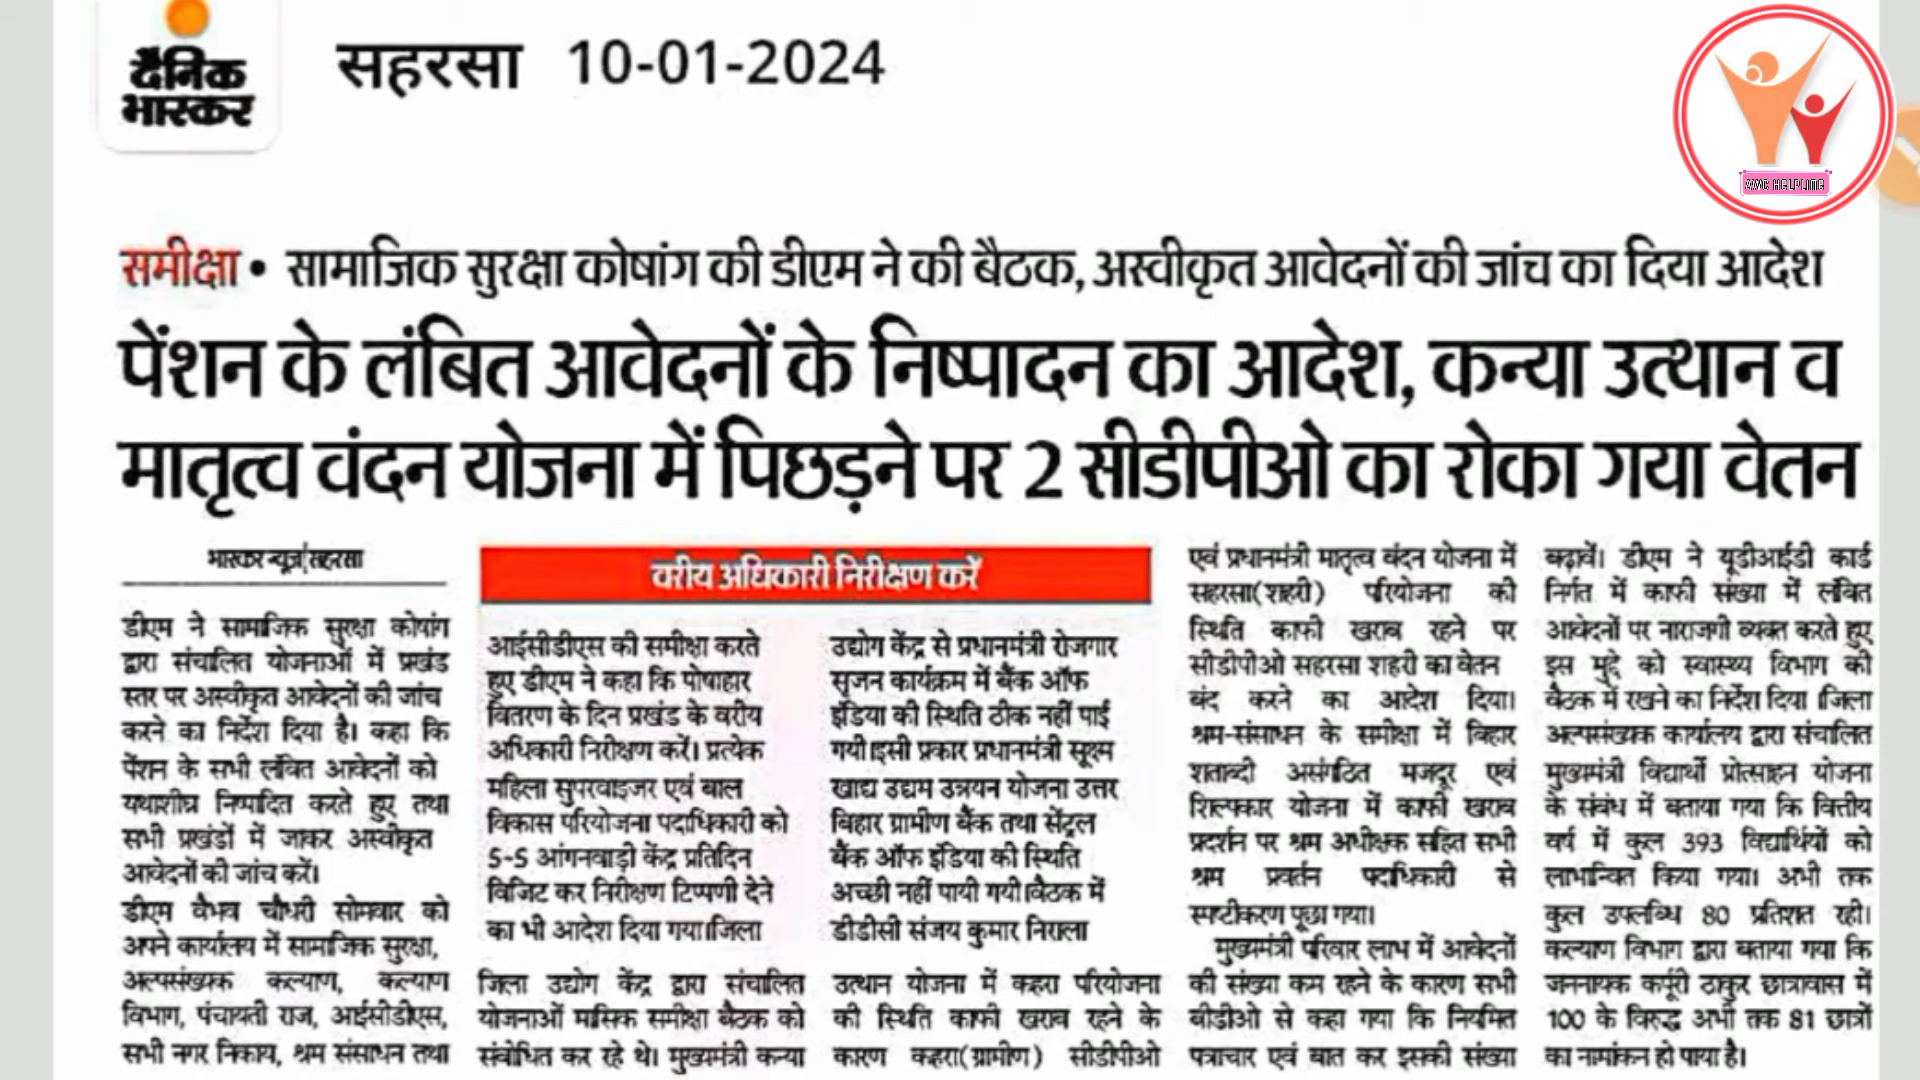 दैनिक
भास्कर
सहरसा 10-01-2024
AWC HELPLINE
समीक्षा • सामाजिक सुरक्षा कोषांग की डीएम ने की बैठक, अस्वीकृत आवेदनों की जांच का दिया आदेश
पेंशन के लंबित आवेदनों के निष्पादन का आदेश, कन्या उत्थान व
मातृत्व वंदन योजना में पिछड़ने पर 2 सीडीपीओ का रोका गया वेतन
भास्कर न्यूज|सहरसा
डीएम ने सामाजिक सुरक्षा कोषांग
द्वारा संचालित योजनाओं में प्रखंड
स्तर पर अस्वीकृत आवेदनों की जांच
करने का निर्देश दिया है। कहा कि
पेंशन के सभी लंबित आवेदनों को
यथाशीघ्र निष्पादित करते हुए तथा
सभी प्रखंडों में जाकर अस्वीकृत
आवेदनों की जांच करें।
डीएम वैभव चौधरी सोमवार को
अपने कार्यालय में सामाजिक सुरक्षा,
अल्पसंख्यक कल्याण, कल्याण
विभाग, पंचायती राज, आईसीडीएस,
सभी नगर निकाय, श्रम संसाधन तथा
वरीय अधिकारी निरीक्षण करें
आईसीडीएस की समीक्षा करते
हुए डीएम ने कहा कि पोषाहार
वितरण के दिन प्रखंड के वरीय
अधिकारी निरीक्षण करें। प्रत्येक
महिला सुपरवाइजर एवं बाल
विकास परियोजना पदाधिकारी को
5-5 आंगनवाड़ी केंद्र प्रतिदिन
विजिट कर निरीक्षण टिप्पणी देने
का भी आदेश दिया गया।जिला
उद्योग केंद्र से प्रधानमंत्री रोजगार
सृजन कार्यक्रम में बैंक ऑफ
इंडिया की स्थिति ठीक नहीं पाई
गयी।इसी प्रकार प्रधानमंत्री सूक्ष्म
खाद्य उद्यम उन्नयन योजना उत्तर
बिहार ग्रामीण बैंक तथा सेंट्रल
बैंक ऑफ इंडिया की स्थिति
अच्छी नहीं पायी गयी।बैठक में
डीडीसी संजय कुमार निराला
जिला उद्योग केंद्र द्वारा संचालित
योजनाओं मासिक समीक्षा बैठक को
संबोधित कर रहे थे। मुख्यमंत्री कन्या
उत्थान योजना में कहरा परियोजना
की स्थिति काफी खराब रहने के
कारण कहरा(ग्रामीण) सीडीपीओ
एवं प्रधानमंत्री मातृत्व वंदन योजना में
सहरसा(शहरी) परियोजना की
स्थिति काफी खराब रहने पर
सीडीपीओ सहरसा शहरी का वेतन
बंद करने का आदेश दिया।
श्रम-संसाधन के समीक्षा में बिहार
शताब्दी असंगठित मजदूर एवं
शिल्पकार योजना में काफी खराब
प्रदर्शन पर श्रम अधीक्षक सहित सभी
श्रम प्रवर्तन पदाधिकारी से
स्पष्टीकरण पूछा गया।
मुख्यमंत्री परिवार लाभ में आवेदनों
की संख्या कम रहने के कारण सभी
बीडीओ से कहा गया कि नियमित
पत्राचार एवं बात कर इसकी संख्या
बढ़ावें। डीएम ने यूडीआईडी कार्ड
निर्गत में काफी संख्या में लंबित
आवेदनों पर नाराजगी व्यक्त करते हुए
इस मुद्दे को स्वास्थ्य विभाग की
बैठक में रखने का निर्देश दिया।जिला
अल्पसंख्यक कार्यालय द्वारा संचालित
मुख्यमंत्री विद्यार्थी प्रोत्साहन योजना
के संबंध में बताया गया कि वित्तीय
वर्ष में कुल 393 विद्यार्थियों को
लाभान्वित किया गया। अभी तक
कुल उपलब्धि 80 प्रतिशत रही।
कल्याण विभाग द्वारा बताया गया कि
जननायक कर्पूरी ठाकुर छात्रावास में
100 के विरुद्ध अभी तक 81 छात्रों
का नामांकन हो पाया है।